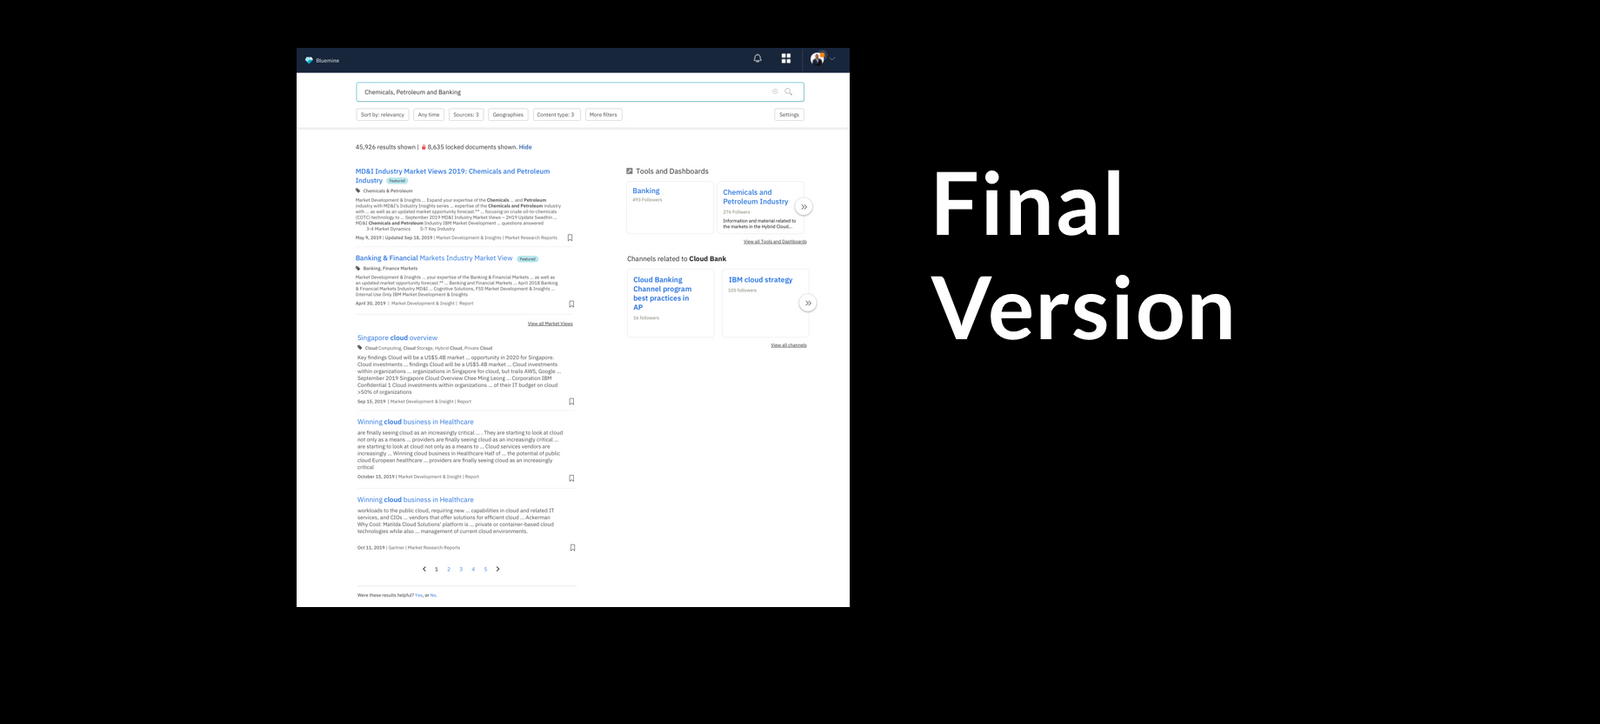 Bluemine
Chemicals, Petroleum and Banking
Sort by: relevancy
Any time
Sources: 3
Geographies
Content type: 3
More filters
Settings
45,926 results shown | 8,635 locked documents shown. Hide
MD&I Industry Market Views 2019: Chemicals and Petroleum
Industry Featured
Chemicals & Petroleum
Market Development & Insights ... Expand your expertise of the Chemicals ... and Petroleum
industry with MD&I's Industry Insights series ... expertise of the Chemicals and Petroleum industry
with ... as well as an updated market opportunity forecast.** ... focusing on crude oil-to-chemicals
(COTC) technology to ... September 2019 MD&I Industry Market Views – 2H19 Update Swedhin ...
MD&I Chemicals and Petroleum Industry IBM Market Development ... questions answered
3-4 Market Dynamics 5-7 Key Industry
May 9, 2019 | Updated Sep 18, 2019 | Market Development & Insights | Market Research Reports
Banking & Financial Markets Industry Market View Featured
Banking, Finance Markets
Market Development & Insights ... your expertise of the Banking & Financial Markets ... as well as
an updated market opportunity forecast.** ... Banking and Financial Markets ... April 2018 Banking
& Financial Markets Industry MD&I ... Cognitive Solutions, FSS Market Development & Insights ...
Internal Use Only IBM Market Development & Insights
April 30, 2019 | Market Development & Insight | Report
View all Market Views
Singapore cloud overview
Cloud Computing, Cloud Storage, Hybrid Cloud, Private Cloud
Key findings Cloud will be a US$5.4B market ... opportunity in 2020 for Singapore.
Cloud investments ... findings Cloud will be a US$5.4B market ... Cloud investments
within organizations ... organizations in Singapore for cloud, but trails AWS, Google ...
September 2019 Singapore Cloud Overview Chee Ming Leong ... Corporation IBM
Confidential 1 Cloud investments within organizations ... of their IT budget on cloud
>50% of organizations
Sep 15, 2019 | Market Development & Insight | Report
Winning cloud business in Healthcare
are finally seeing cloud as an increasingly critical ... . They are starting to look at cloud
not only as a means ... providers are finally seeing cloud as an increasingly critical ...
are starting to look at cloud not only as a means to ... Cloud services vendors are
increasingly ... Winning cloud business in Healthcare Half of ... the potential of public
cloud European healthcare ... providers are finally seeing cloud as an increasingly
critical
October 15, 2019 | Market Development & Insight | Report
Winning cloud business in Healthcare
workloads to the public cloud, requiring new ... capabilities in cloud and related IT
services, and CIOs ... vendors that offer solutions for efficient cloud ... Ackerman
Why Cool: Matilda Cloud Solutions' platform is ... private or container-based cloud
technologies while also ... management of current cloud environments.
Oct 11, 2019 | Gartner | Market Research Reports
1 2 3 4 5
Were these results helpful? Yes, or No.
Tools and Dashboards
Banking
493 Followers
Chemicals and
Petroleum Industry
276 Followers
Information and material related to
the markets in the Hybrid Cloud...
View all Tools and Dashboards
Channels related to Cloud Bank
Cloud Banking
Channel program
best practices in
AP
16 followers
IBM cloud strategy
105 followers
View all channels
Final
Version